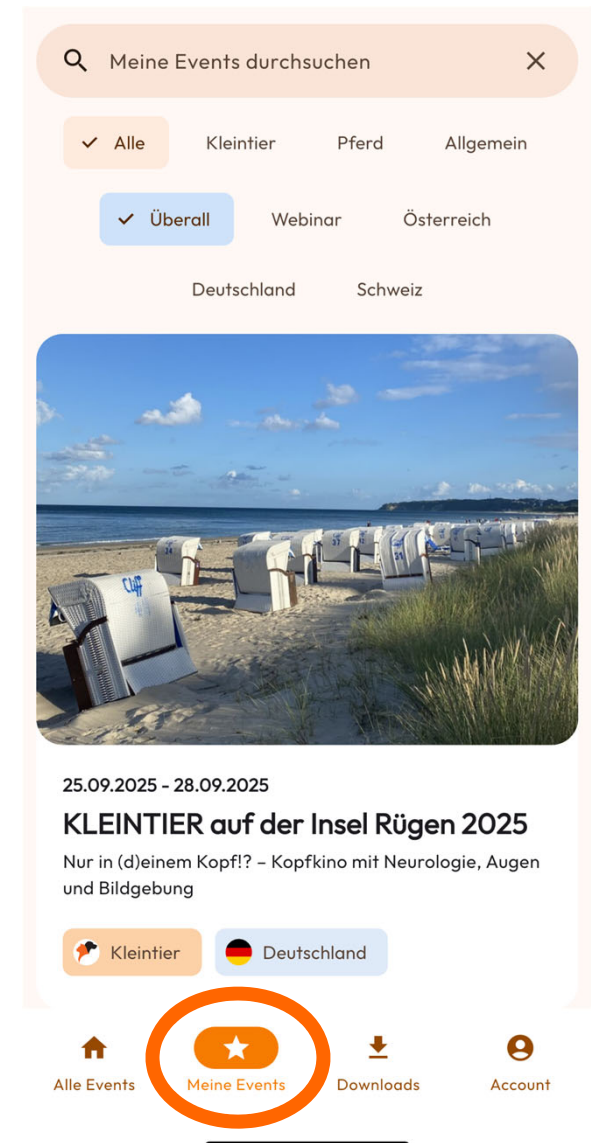 Meine Events durchsuchen
Alle Kleintier Pferd Allgemein
Überall Webinar Österreich
Deutschland Schweiz
Cliff
21
25.09.2025 - 28.09.2025
KLEINTIER auf der Insel Rügen 2025
Nur in (d)einem Kopf!? – Kopfkino mit Neurologie, Augen
und Bildgebung
Kleintier Deutschland
Alle Events Meine Events Downloads Account